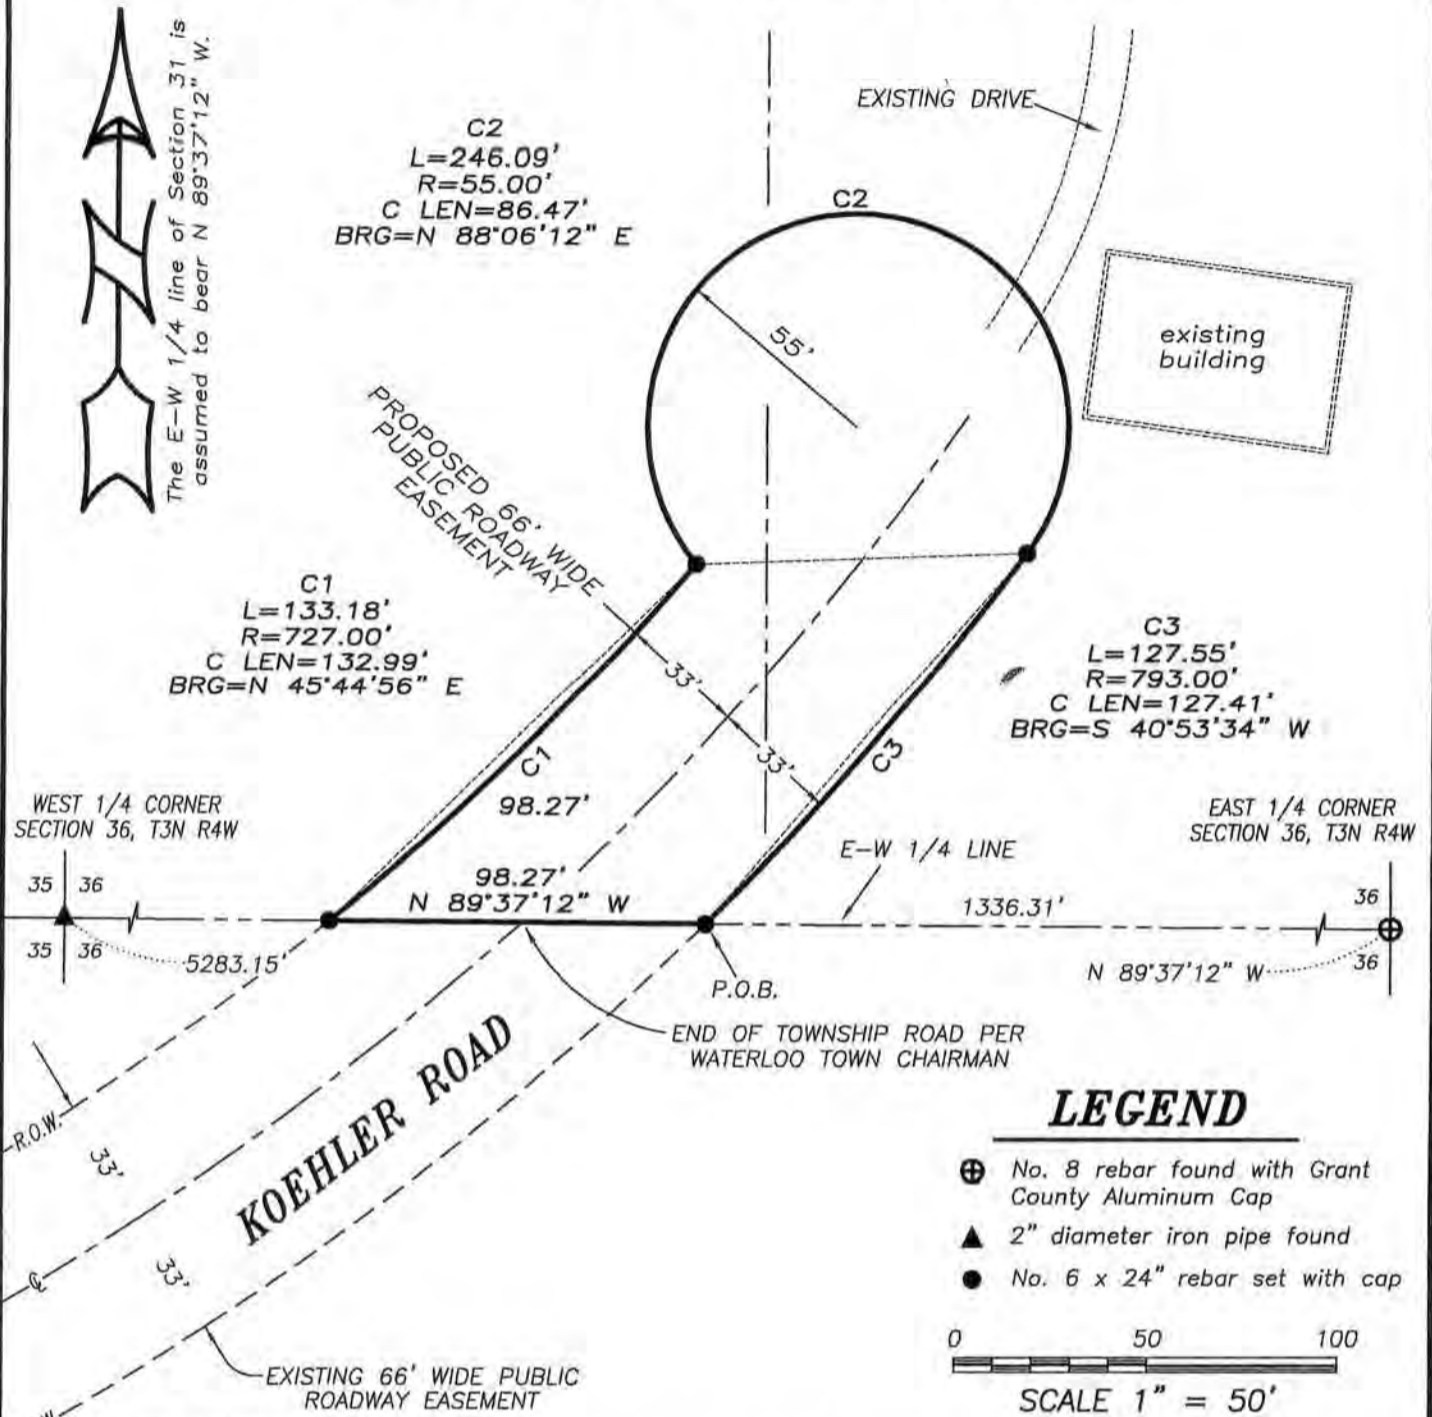 The E-W 1/4 line of Section 31 is
assumed to bear N 89°37'12" W.
C2
L=246.09'
R=55.00'
C LEN=86.47'
BRG=N 88°06'12" E
EXISTING DRIVE
C2
55'
existing
building
PROPOSED 66' WIDE
PUBLIC ROADWAY
EASEMENT
C1
L=133.18'
R=727.00'
C LEN=132.99'
BRG=N 45°44'56" E
33'
33'
C1
C3
C3
L=127.55'
R=793.00'
C LEN=127.41'
BRG=S 40°53'34" W
98.27'
98.27'
N 89°37'12" W
WEST 1/4 CORNER
SECTION 36, T3N R4W
35 36
35 36
5283.15'
E-W 1/4 LINE
1336.31'
EAST 1/4 CORNER
SECTION 36, T3N R4W
36
36
N 89°37'12" W
P.O.B.
END OF TOWNSHIP ROAD PER
WATERLOO TOWN CHAIRMAN
KOEHLER ROAD
R.O.W.
33'
33'
℄
EXISTING 66' WIDE PUBLIC
ROADWAY EASEMENT
LEGEND
No. 8 rebar found with Grant
County Aluminum Cap
2" diameter iron pipe found
No. 6 x 24" rebar set with cap
0 50 100
SCALE 1" = 50'